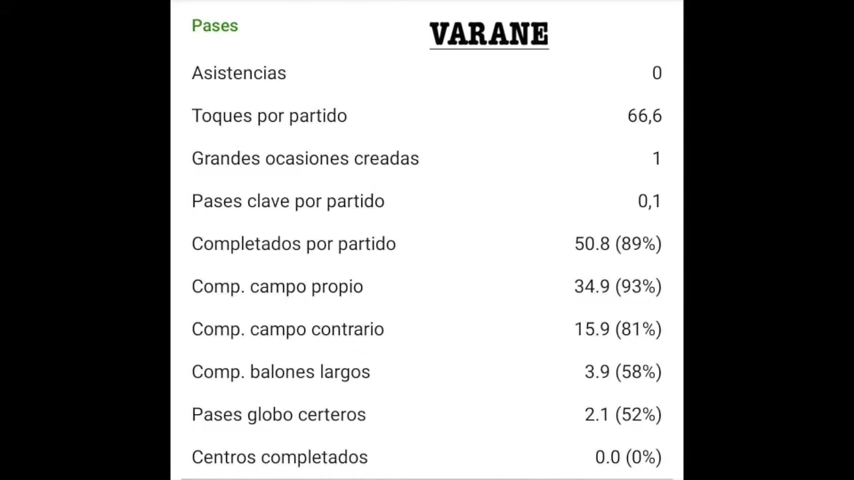 Pases
VARANE
Asistencias 0
Toques por partido 66,6
Grandes ocasiones creadas 1
Pases clave por partido 0,1
Completados por partido 50.8 (89%)
Comp. campo propio 34.9 (93%)
Comp. campo contrario 15.9 (81%)
Comp. balones largos 3.9 (58%)
Pases globo certeros 2.1 (52%)
Centros completados 0.0 (0%)